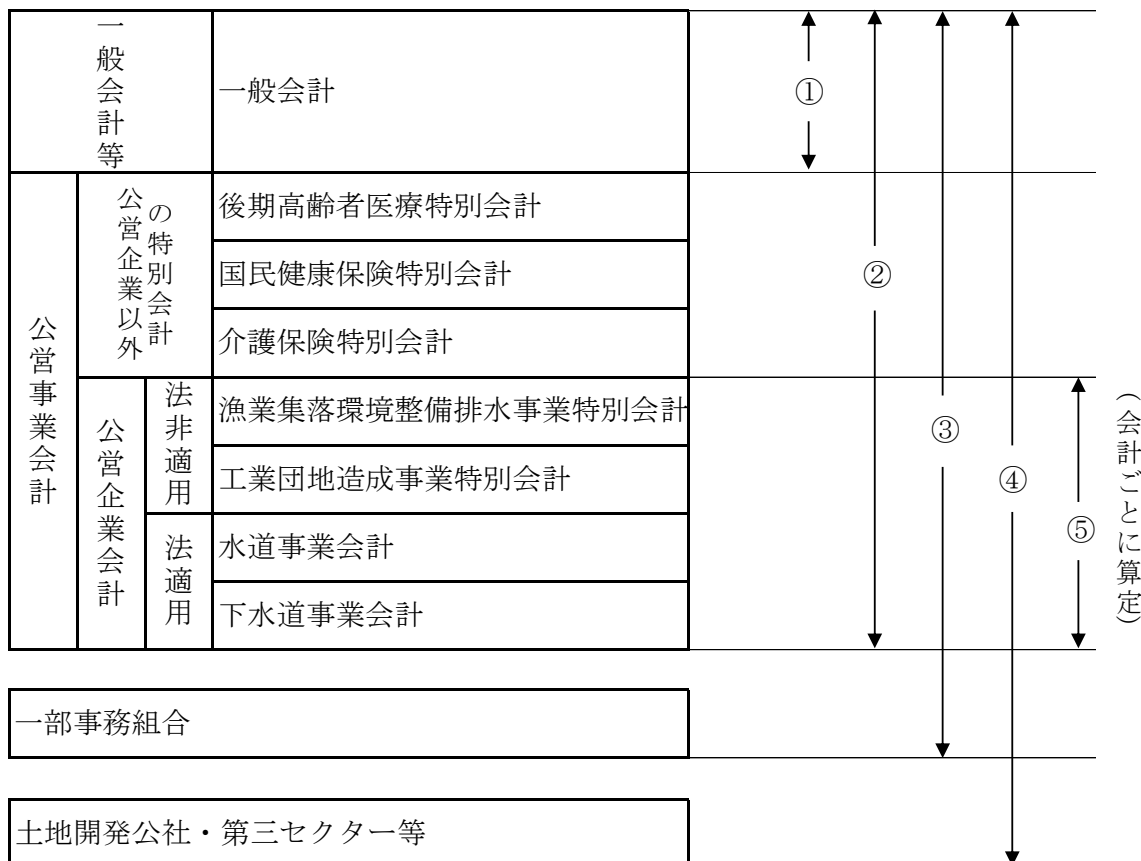 一般会計等
一般会計
①
②
③
④
公営事業会計
公営企業以外
の特別会計
後期高齢者医療特別会計
国民健康保険特別会計
介護保険特別会計
公営企業会計
法非適用
漁業集落環境整備排水事業特別会計
工業団地造成事業特別会計
法適用
水道事業会計
下水道事業会計
⑤
(会計ごとに算定)
一部事務組合
土地開発公社・第三セクター等